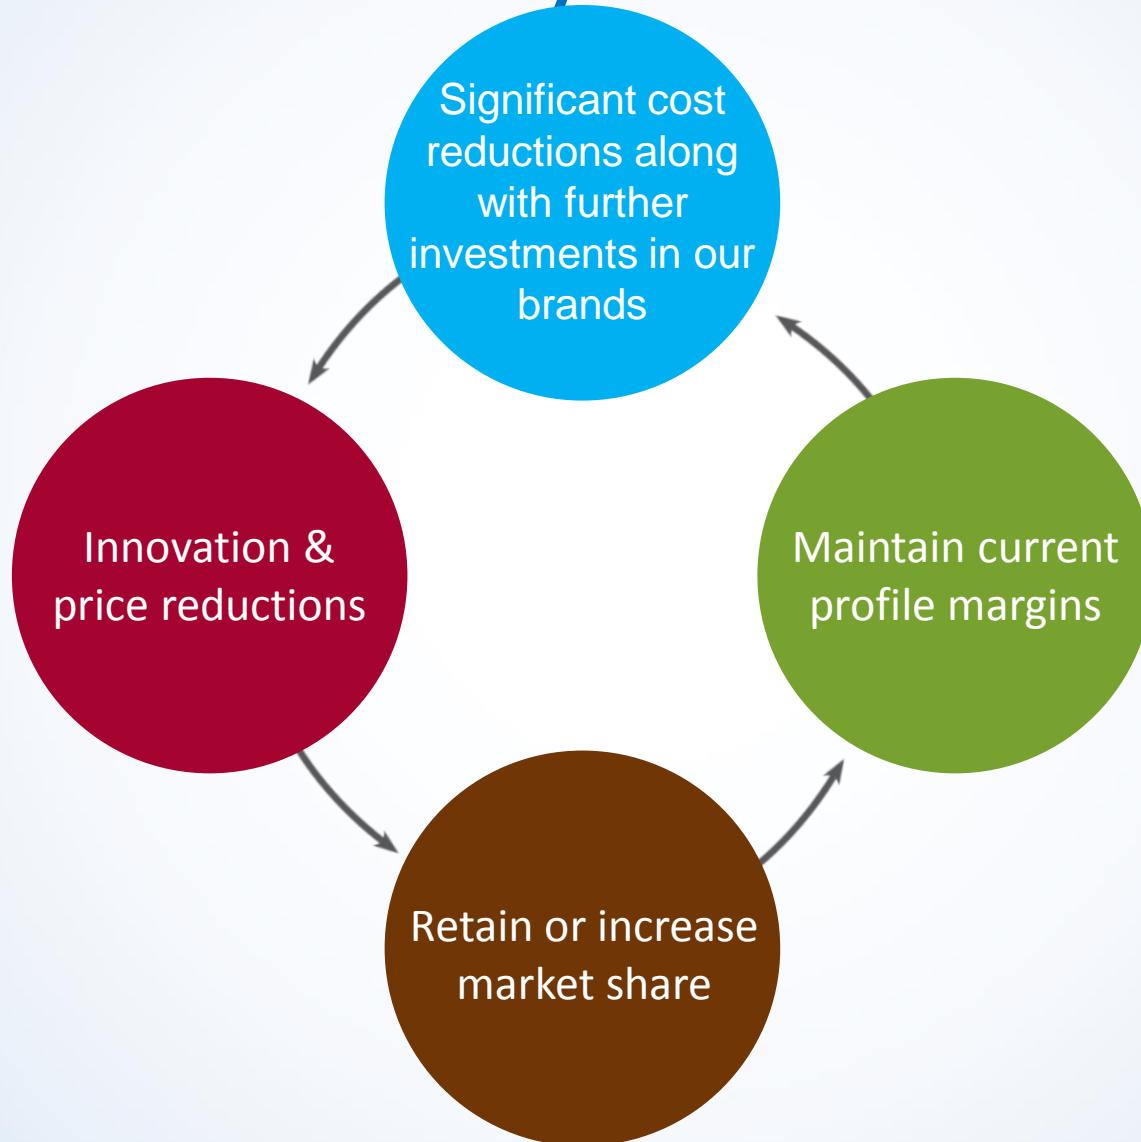 Significant cost
reductions along
with further
investments in our
brands
Innovation &
price reductions
Maintain current
profile margins
Retain or increase
market share